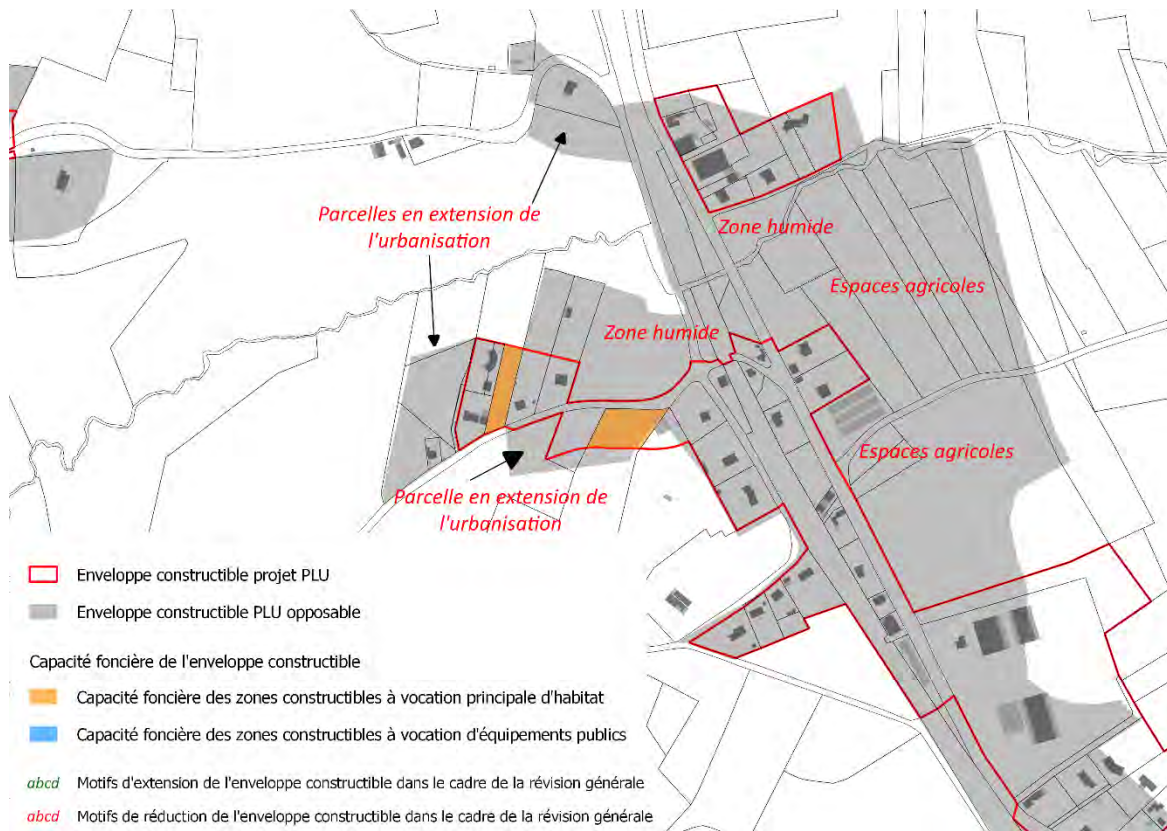 Parcelles en extension de
l'urbanisation
Zone humide
Espaces agricoles
Zone humide
Espaces agricoles
Parcelle en extension de
l'urbanisation
Enveloppe constructible projet PLU
Enveloppe constructible PLU opposable
Capacité foncière de l'enveloppe constructible
Capacité foncière des zones constructibles à vocation principale d'habitat
Capacité foncière des zones constructibles à vocation d'équipements publics
abcd Motifs d'extension de l'enveloppe constructible dans le cadre de la révision générale
abcd Motifs de réduction de l'enveloppe constructible dans le cadre de la révision générale